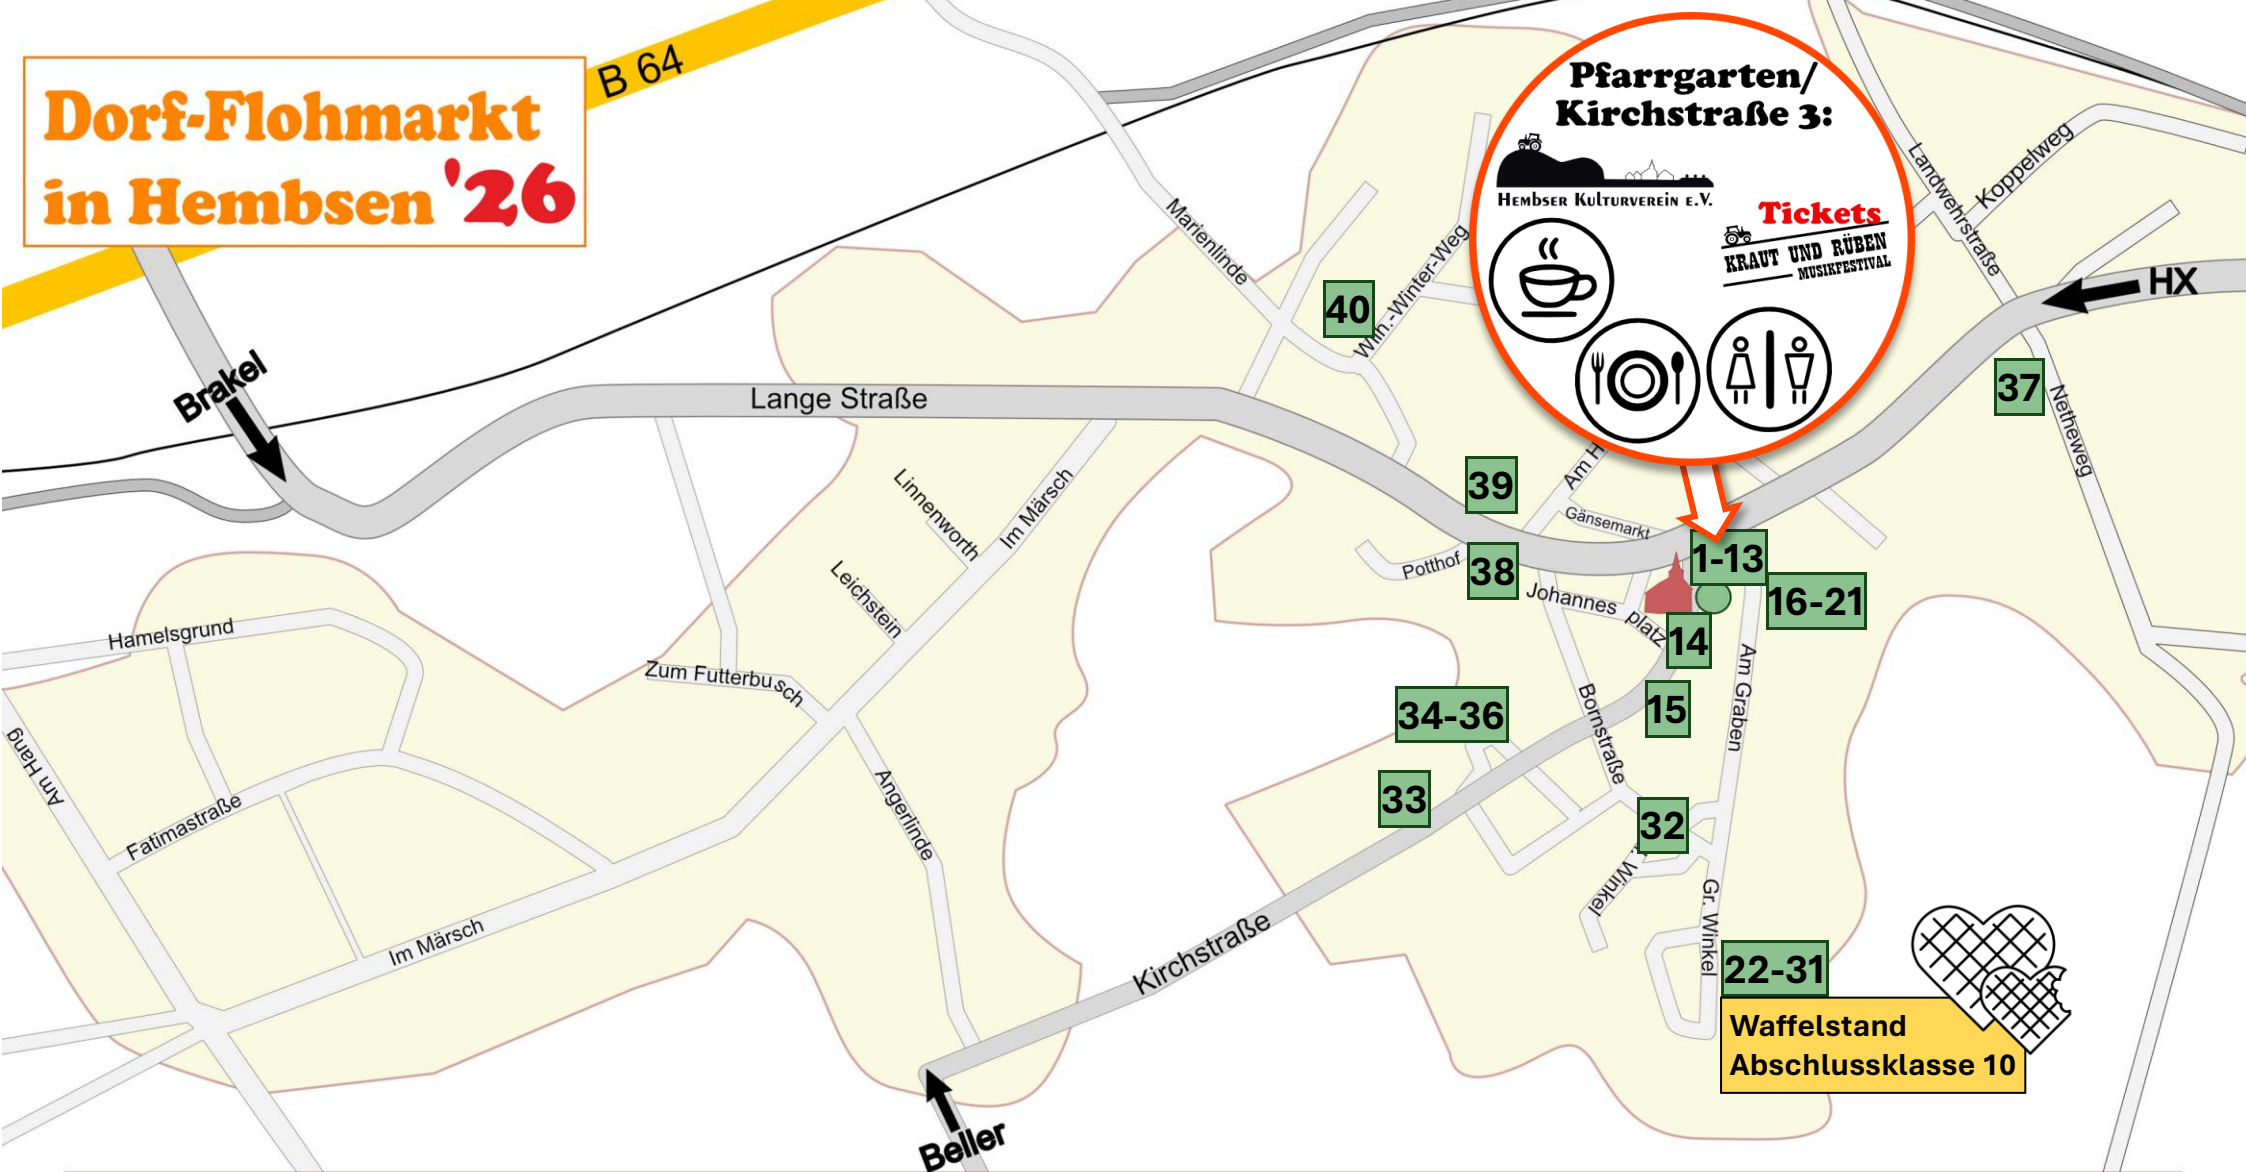 Dorf-Flohmarkt
in Hembsen '26
B 64
Pfarrgarten/
Kirchstraße 3:
Hembser Kulturverein e.V.
Tickets
KRAUT UND RÜBEN
MUSIKFESTIVAL
Landwehrstraße
Koppelweg
HX
Marienlinde
Wilh.-Winter-Weg
40
37
Netheweg
Brakel
Lange Straße
Linnenworth
Im Märsch
Leichstein
39
Am H
Gänsemarkt
Potthof
38
1-13
Johannes
platz
16-21
14
Hamelsgrund
Zum Futterbusch
Am Graben
Bornstraße
15
34-36
Am Hang
Fatimastraße
Angerlinde
33
32
Winkel
Gr. Winkel
Im Märsch
Kirchstraße
22-31
Waffelstand
Abschlussklasse 10
Beller